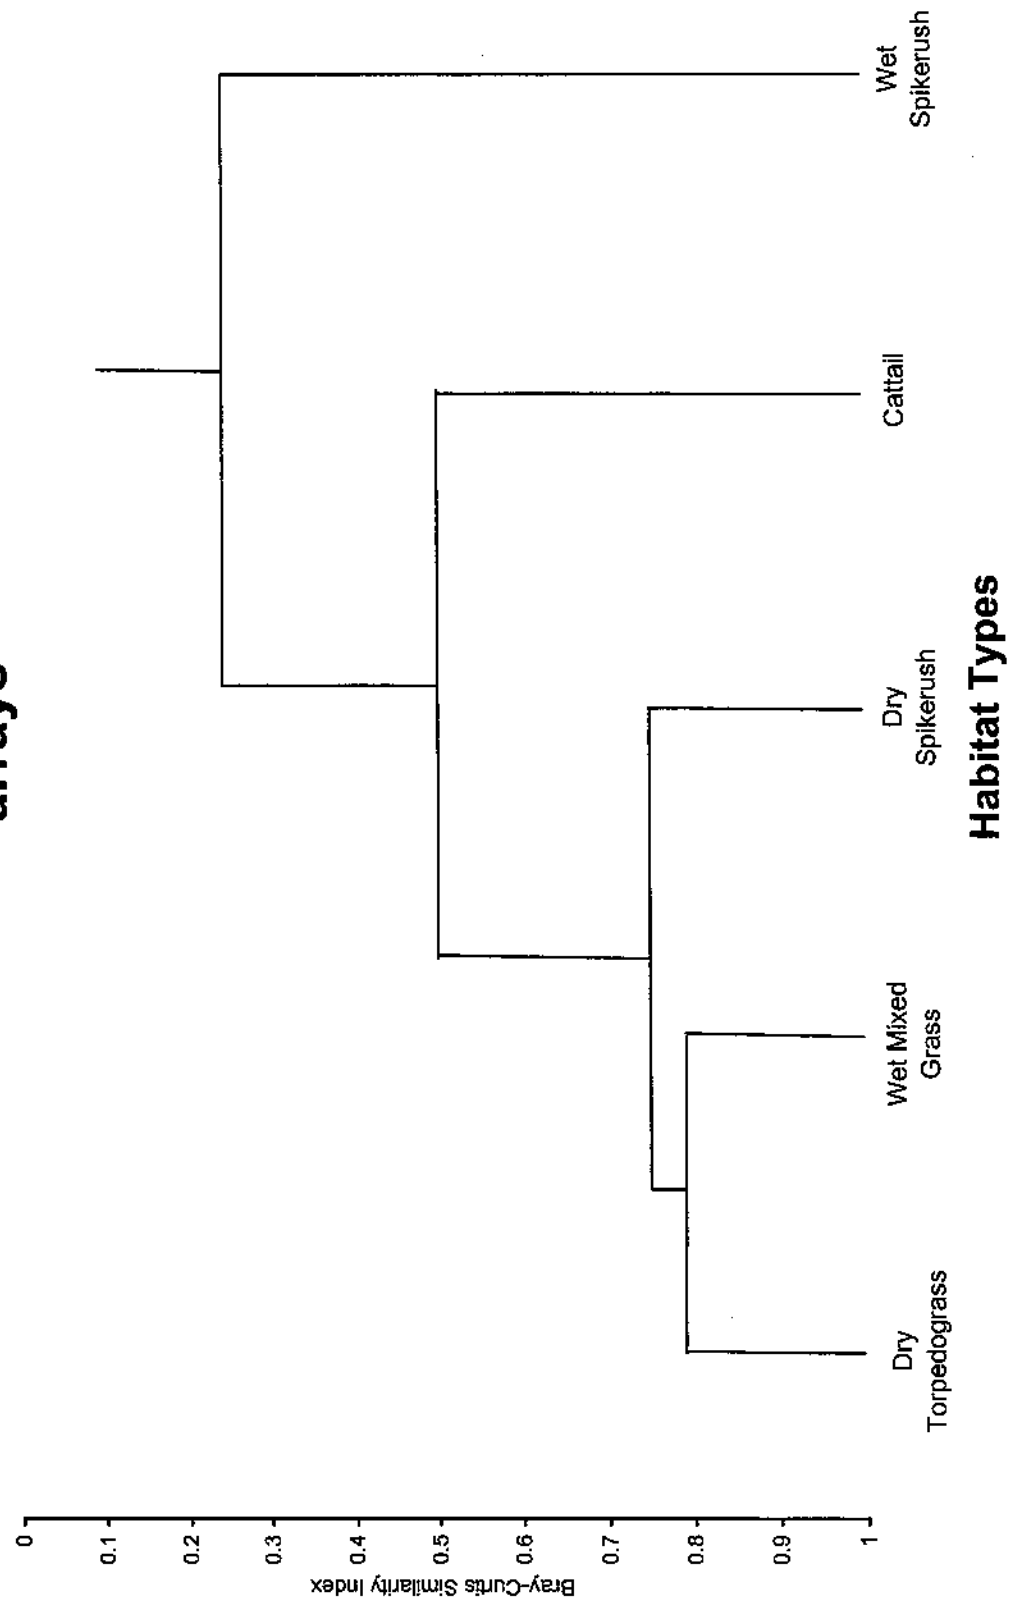 0
0.1
0.2
0.3
0.4
0.5
0.6
0.7
0.8
0.9
1
Bray-Curtis Similarity Index
Dry
Torpedograss
Wet Mixed
Grass
Dry
Spikerush
Cattail
Wet
Spikerush
Habitat Types